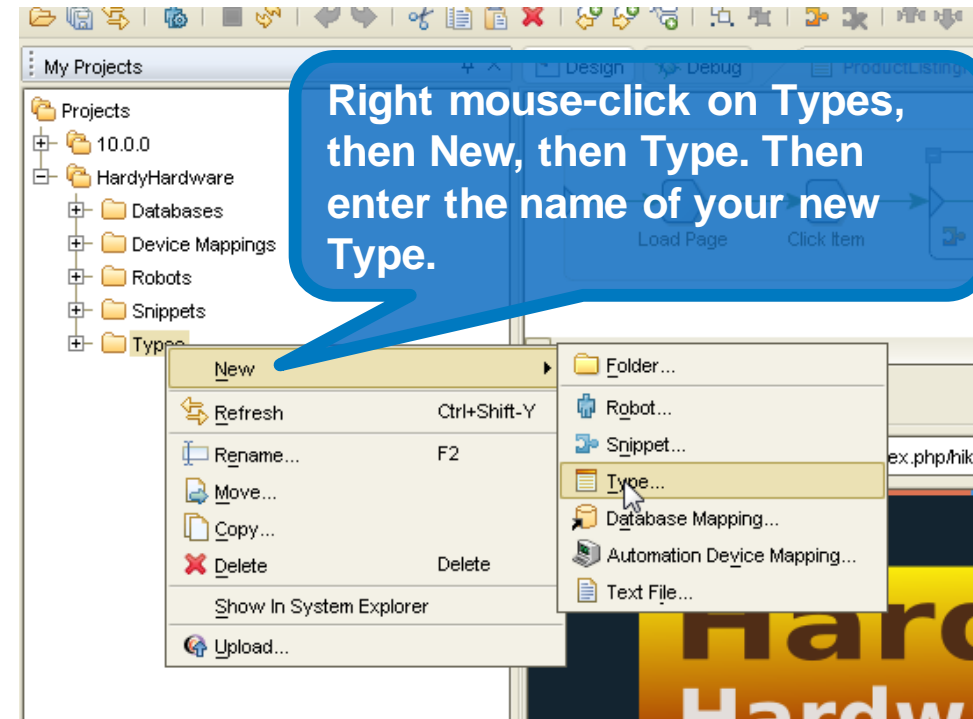 My Projects
Design
Debug
ProductListing
Projects
10.0.0
HardyHardware
Databases
Device Mappings
Robots
Snippets
Types
Right mouse-click on Types,
then New, then Type. Then
enter the name of your new
Type.
Load Page
Click Item
New
Refresh Ctrl+Shift-Y
Rename... F2
Move...
Copy...
Delete Delete
Show In System Explorer
Upload...
Folder...
Robot...
Snippet...
Type...
Database Mapping...
Automation Device Mapping...
Text File...
ex.php/hik
Hard
Hardw